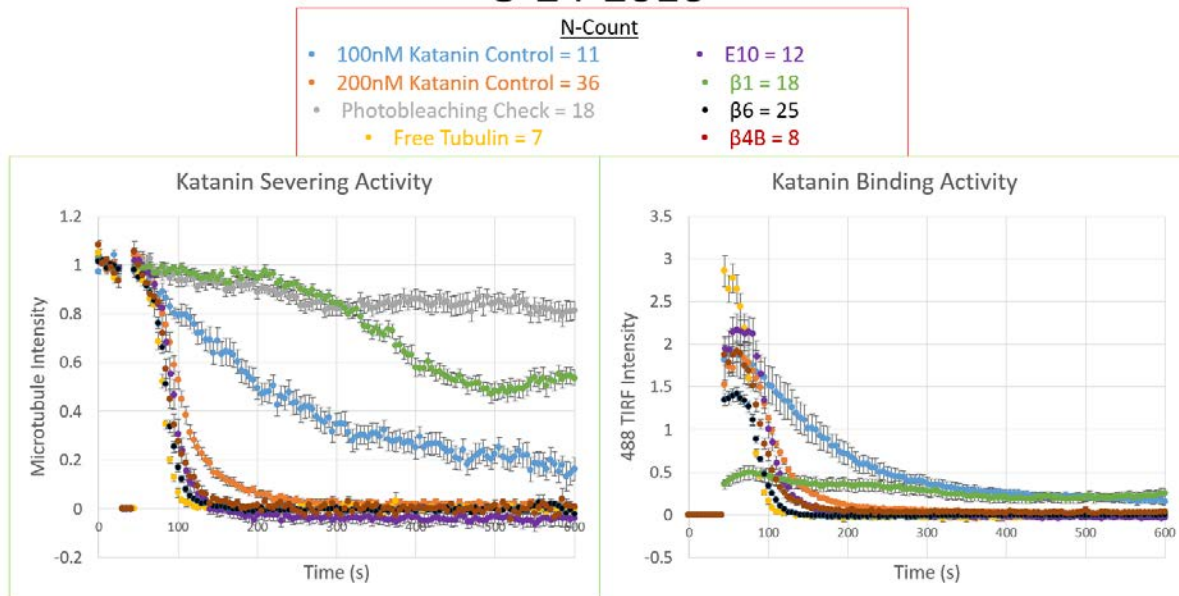 N-Count
• 100nM Katanin Control = 11
• 200nM Katanin Control = 36
• Photobleaching Check = 18
• Free Tubulin = 7
• E10 = 12
• β1 = 18
• β6 = 25
• β4B = 8
Katanin Severing Activity
Microtubule Intensity
1.2
1
0.8
0.6
0.4
0.2
0
-0.2
0 100 200 300 400 500 600
Time (s)
Katanin Binding Activity
488 TIRF Intensity
3.5
3
2.5
2
1.5
1
0.5
0
-0.5
0 100 200 300 400 500 600
Time (s)